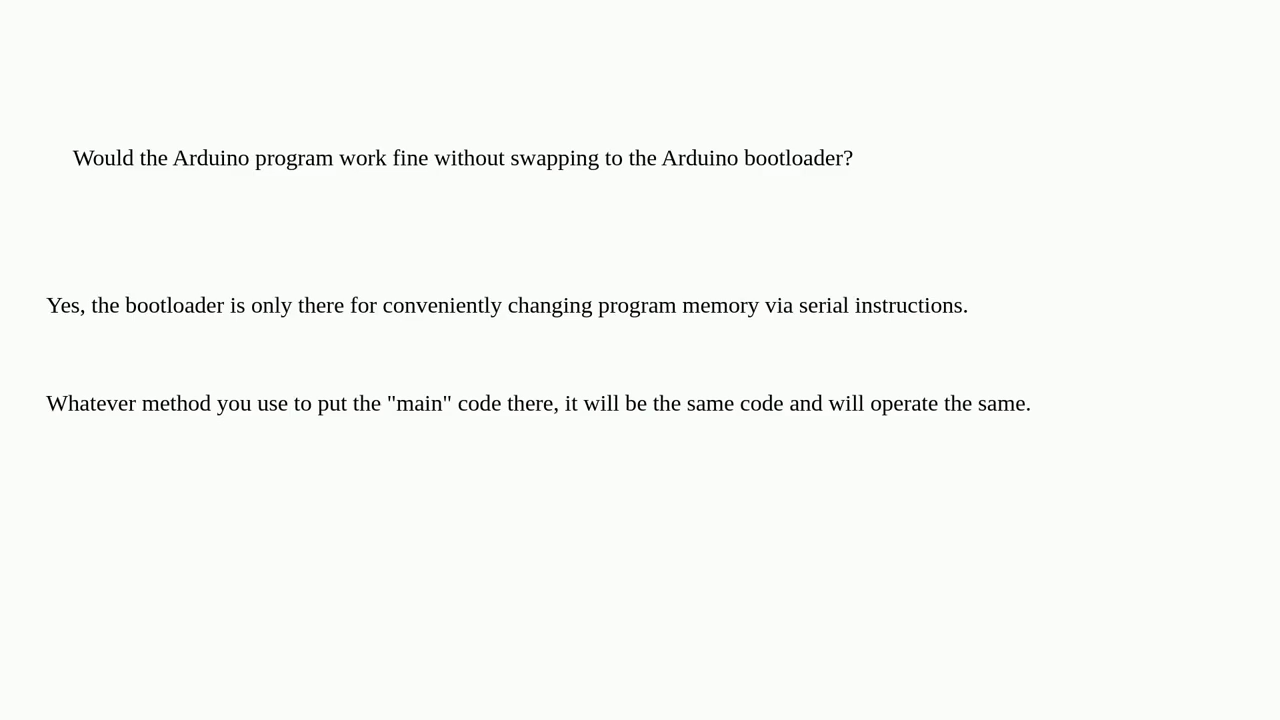 Would the Arduino program work fine without swapping to the Arduino bootloader?
Yes, the bootloader is only there for conveniently changing program memory via serial instructions.
Whatever method you use to put the "main" code there, it will be the same code and will operate the same.